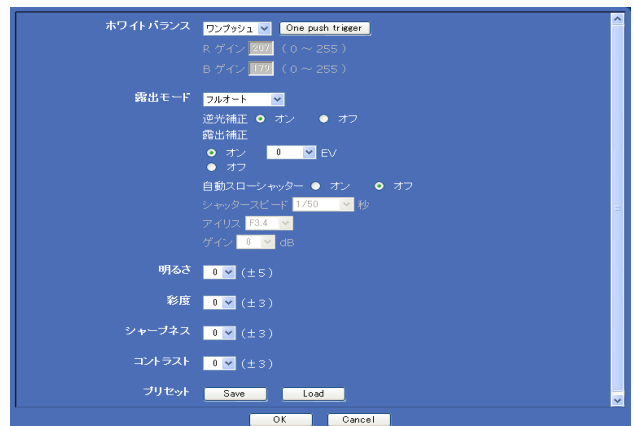 ホワイトバランス ワンプッシュ One push trigger
R ゲイン 207 (0～255)
B ゲイン 179 (0～255)
露出モード フルオート
逆光補正 オン オフ
露出補正
オン 0 EV
オフ
自動スローシャッター オン オフ
シャッタースピード 1/50 秒
アイリス F3.4
ゲイン 0 dB
明るさ 0 (±5)
彩度 0 (±3)
シャープネス 0 (±3)
コントラスト 0 (±3)
プリセット Save Load
OK Cancel